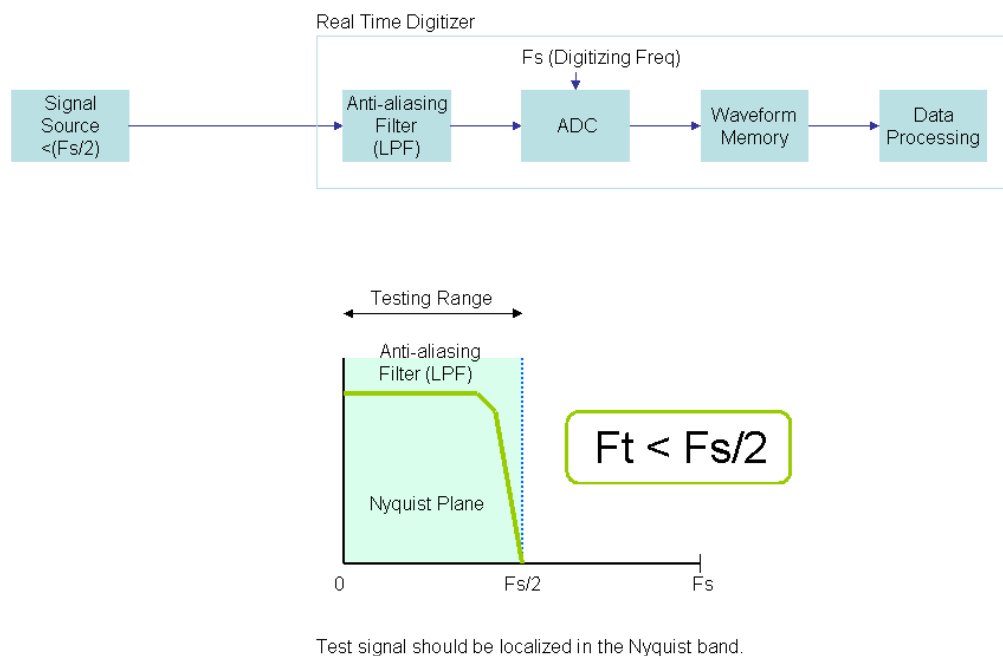 Real Time Digitizer
Fs (Digitizing Freq)
Signal
Source
<(Fs/2)
Anti-aliasing
Filter
(LPF)
ADC
Waveform
Memory
Data
Processing
Testing Range
Anti-aliasing
Filter (LPF)
Ft < Fs/2
Nyquist Plane
0
Fs/2
Fs
Test signal should be localized in the Nyquist band.